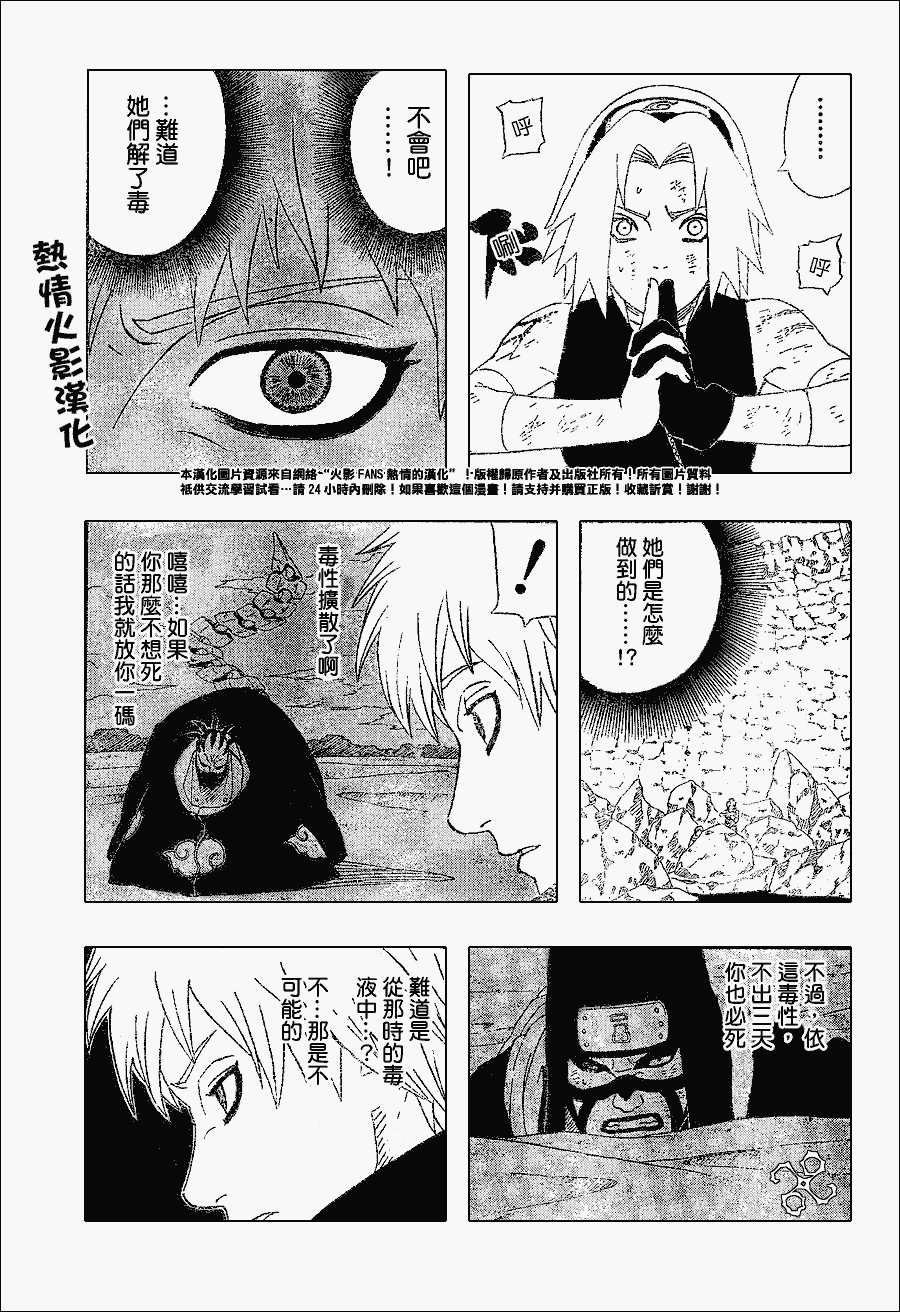 ………
呼
呼
唰
不會吧
……!
…難道
她們解了毒
熱情火影漢化
本漢化圖片資源來自網絡-“火影FANS 熱情的漢化”！版權歸原作者及出版社所有！所有圖片資料
祗供交流學習試看…請24小時內刪除！如果喜歡這個漫畫！請支持并購買正版！收藏訢賞！謝謝！
她們是怎麼
做到的……!?
!
毒性擴散了啊
嘻嘻…如果
你那麼不想死
的話我就放你一碼
不過，依
這毒性，
不出三天
你也必死
難道是
從那時的毒
液中…?
不…那是不
可能的